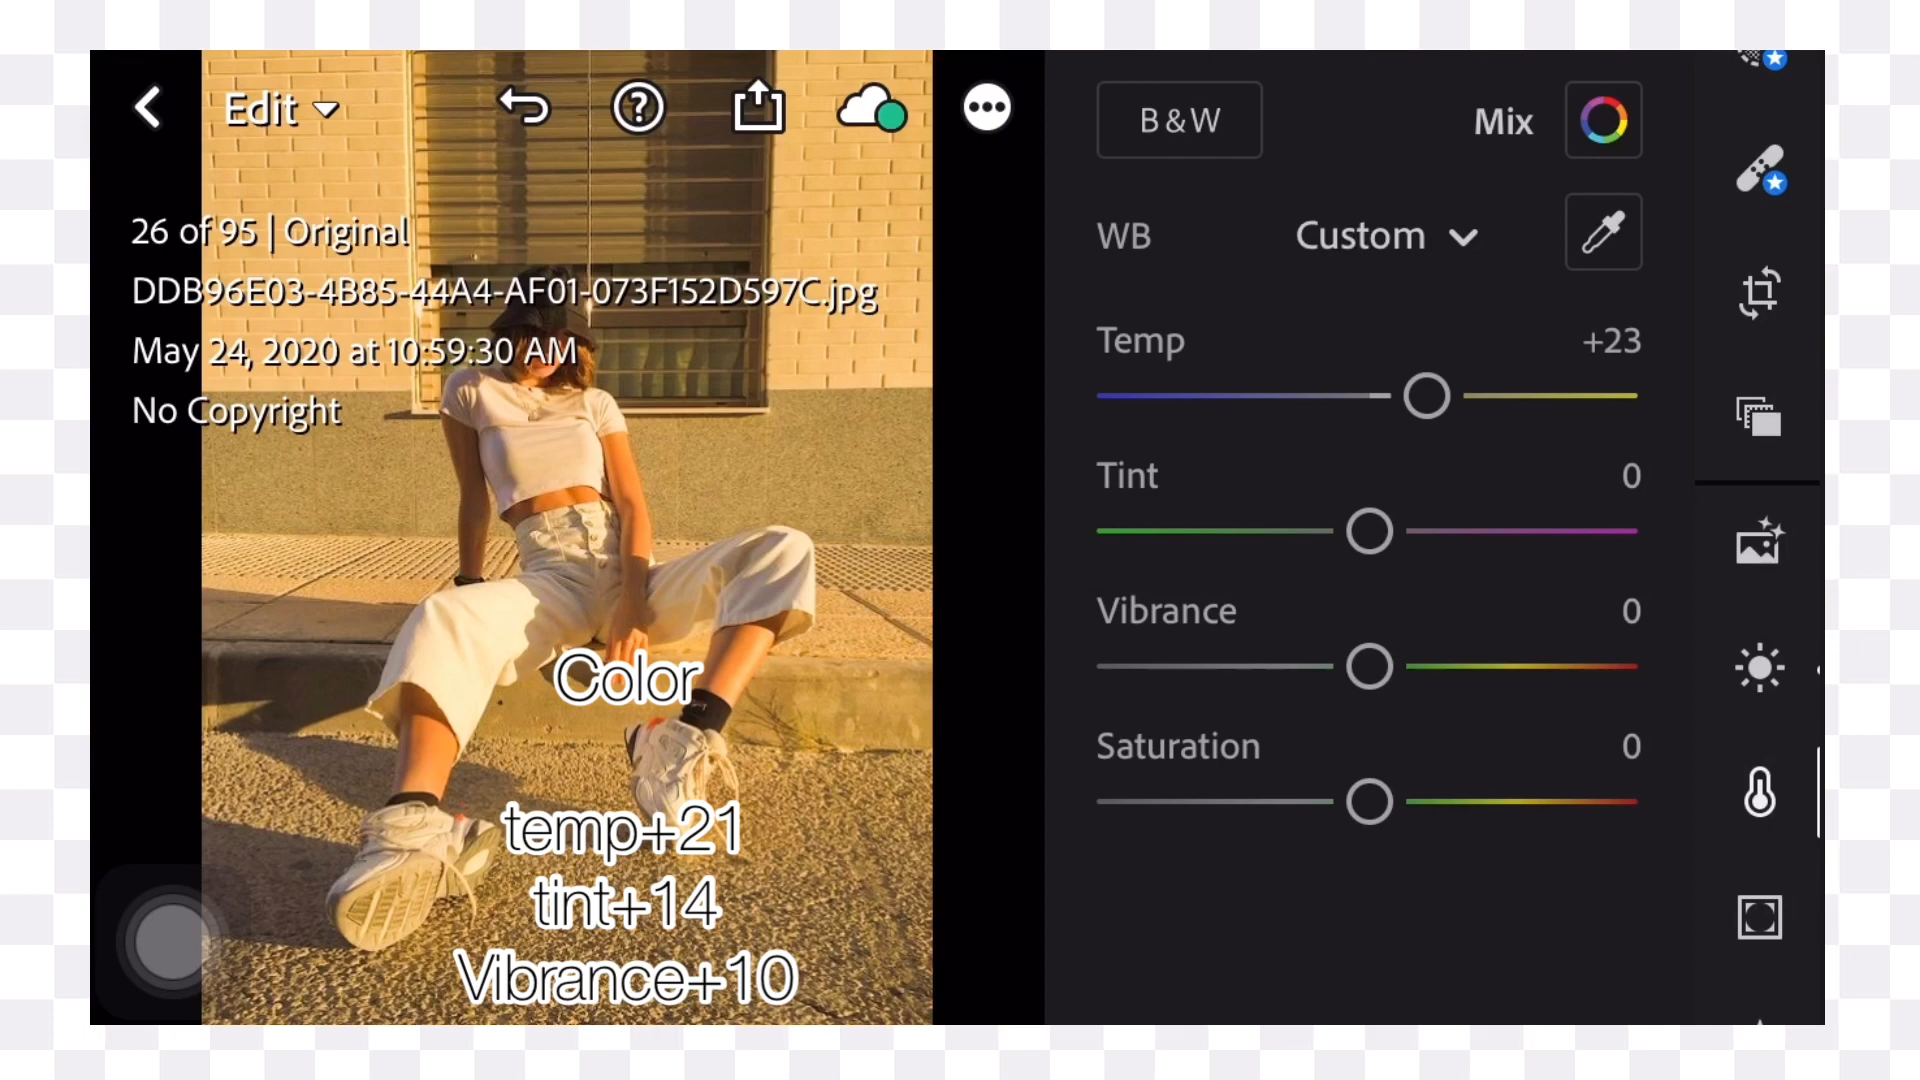 Edit
26 of 95 | Original
DDB96E03-4B85-44A4-AF01-073F152D597C.jpg
May 24, 2020 at 10:59:30 AM
No Copyright
Color
temp+21
tint+14
Vibrance+10
B&W
Mix
WB
Custom
Temp +23
Tint 0
Vibrance 0
Saturation 0